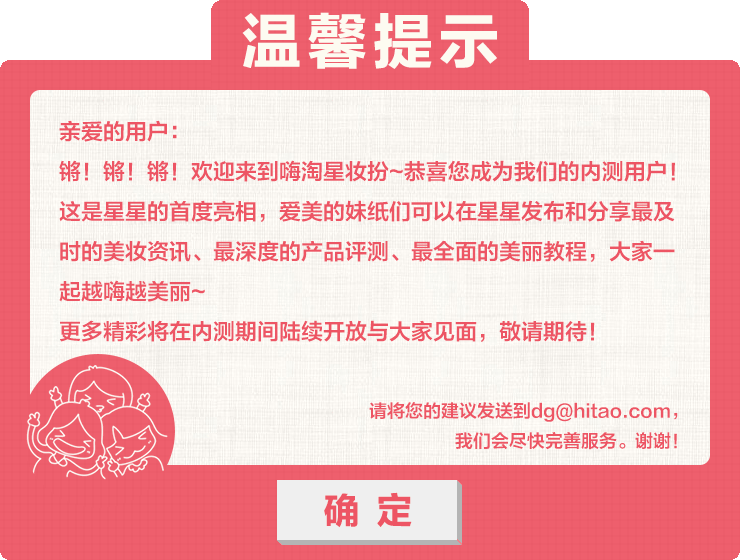 温馨提示
亲爱的用户：
锵！锵！锵！欢迎来到嗨淘星妆扮~恭喜您成为我们的内测用户！
这是星星的首度亮相，爱美的妹纸们可以在星星发布和分享最及
时的美妆资讯、最深度的产品评测、最全面的美丽教程，大家一
起越嗨越美丽~
更多精彩将在内测期间陆续开放与大家见面，敬请期待！
请将您的建议发送到dg@hitao.com，
我们会尽快完善服务。谢谢！
确 定